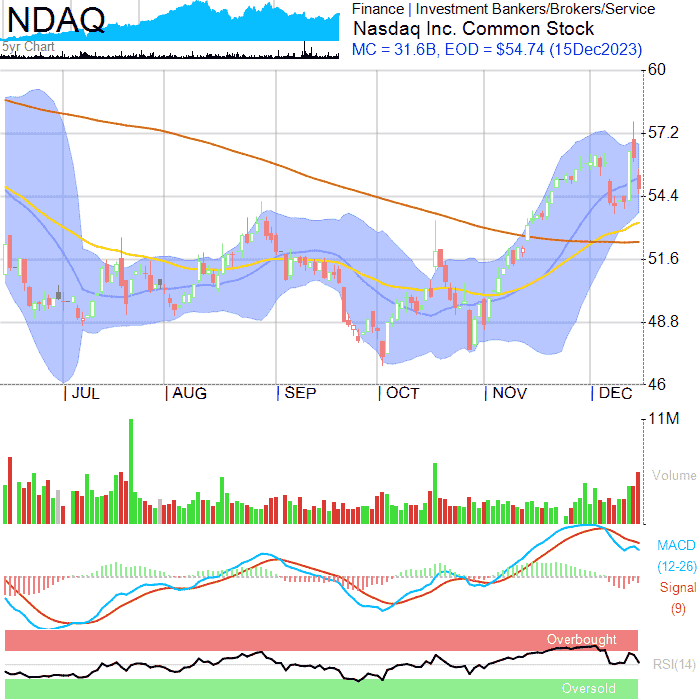 NDAQ
5yr Chart
Finance | Investment Bankers/Brokers/Service
Nasdaq Inc. Common Stock
MC = 31.6B, EOD = $54.74 (15Dec2023)
60
57.2
54.4
51.6
48.8
46
JUL
AUG
SEP
OCT
NOV
DEC
11M
Volume
MACD
(12-26)
Signal
(9)
Overbought
RSI(14)
Oversold